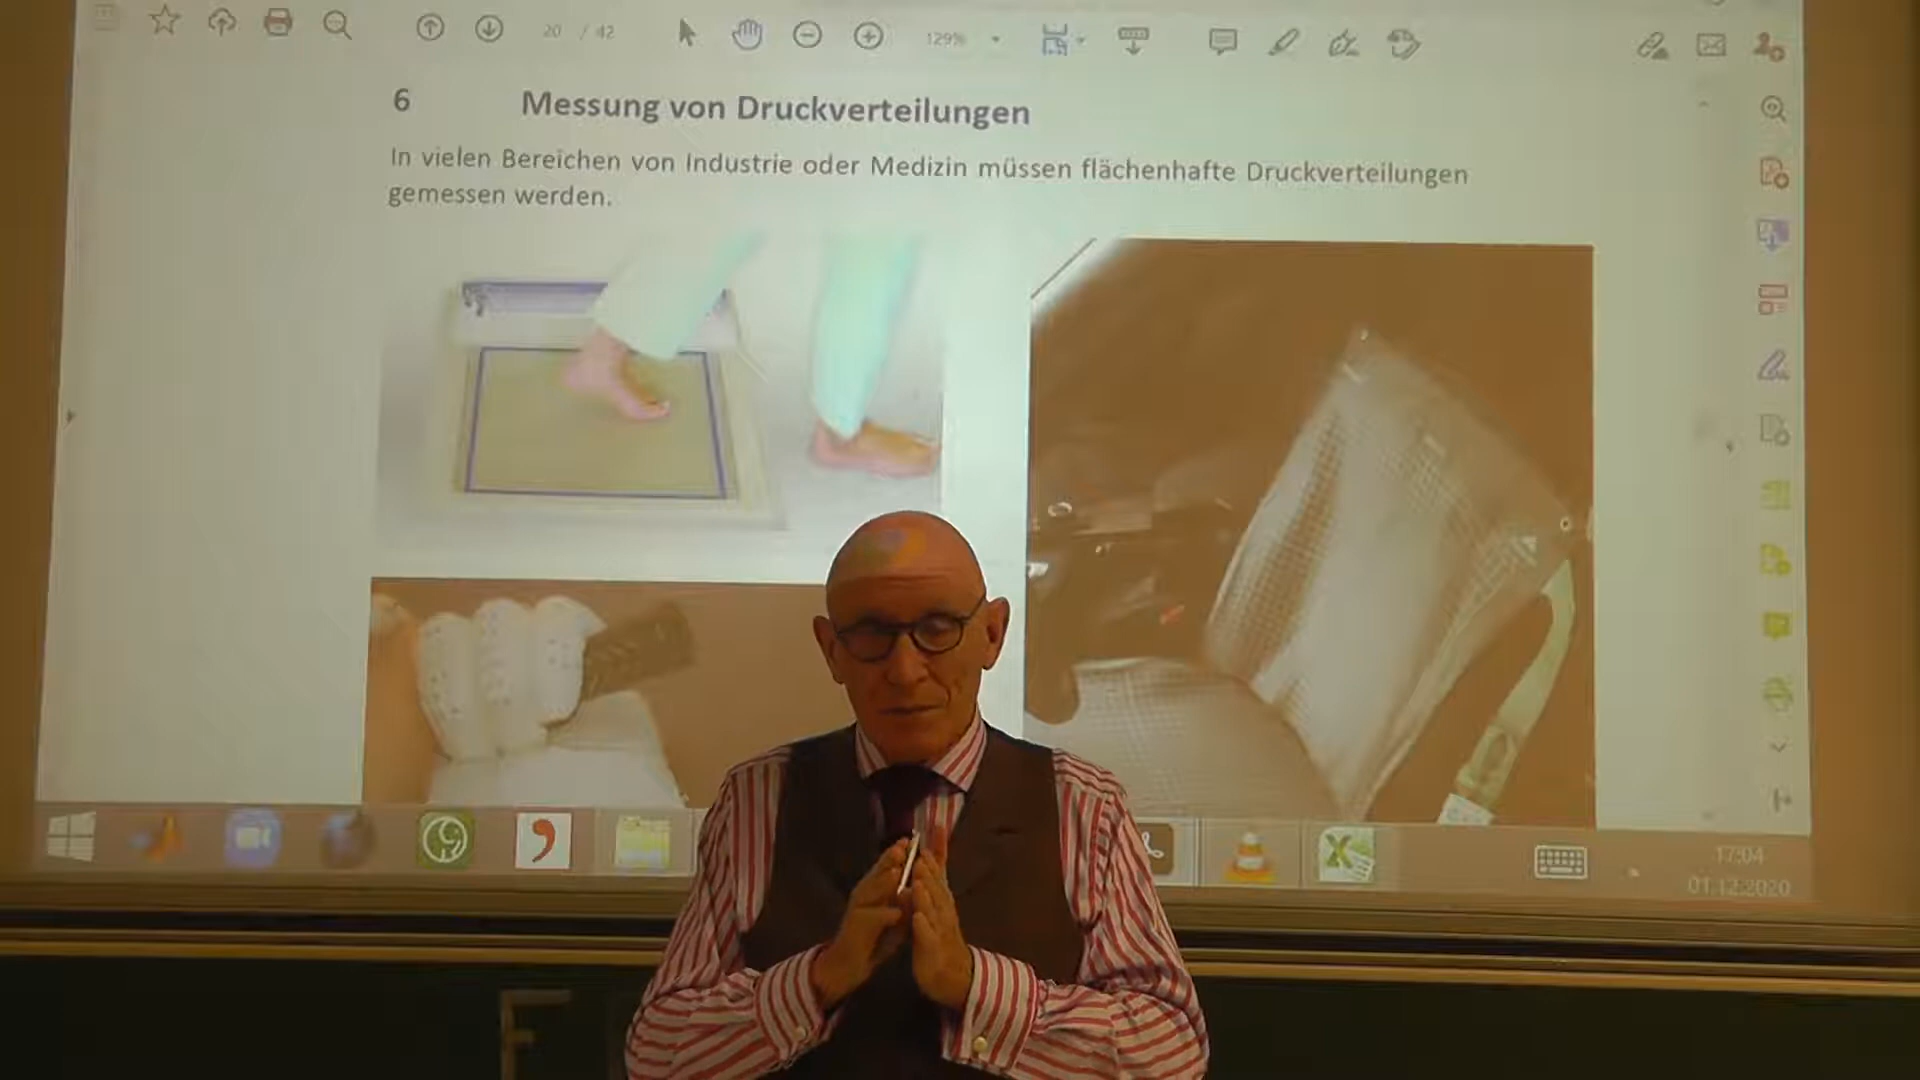 20 / 42
129%
6 Messung von Druckverteilungen
In vielen Bereichen von Industrie oder Medizin müssen flächenhafte Druckverteilungen
gemessen werden.
17:04
01.12.2020